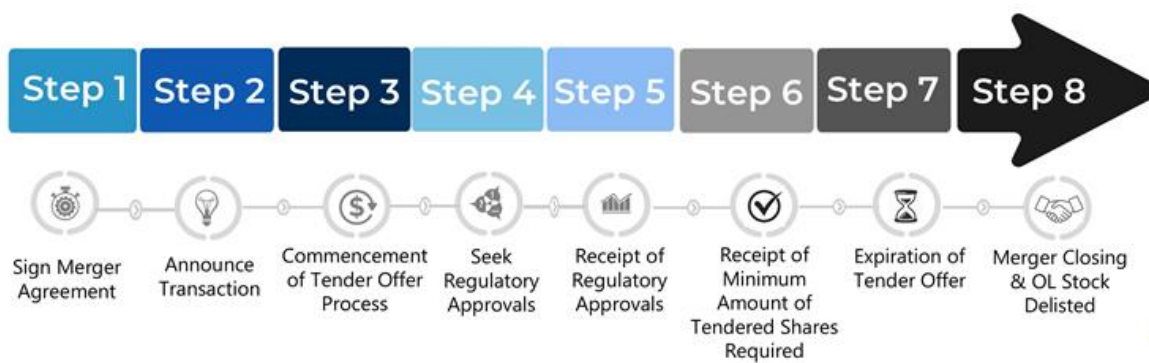 Step 1
Step 2
Step 3
Step 4
Step 5
Step 6
Step 7
Step 8
Sign Merger
Agreement
Announce
Transaction
Commencement
of Tender Offer
Process
Seek
Regulatory
Approvals
Receipt of
Regulatory
Approvals
Receipt of
Minimum
Amount of
Tendered Shares
Required
Expiration of
Tender Offer
Merger Closing
& OL Stock
Delisted